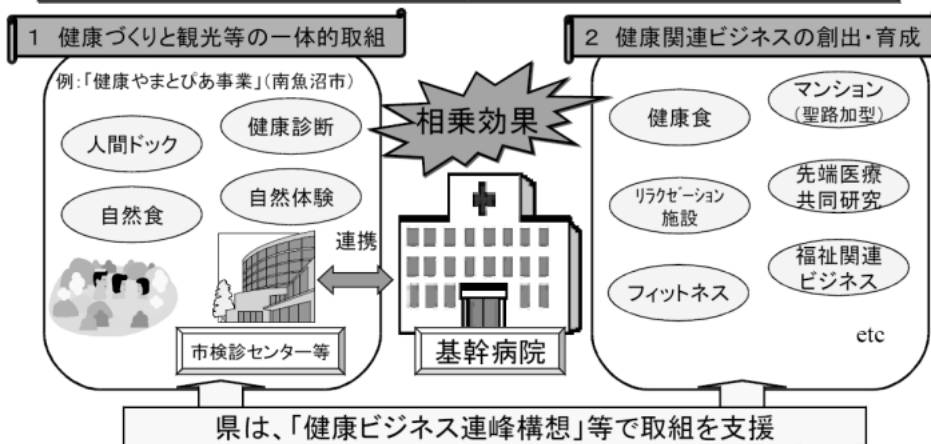 1 健康づくりと観光等の一体的取組
例:「健康やまとぴあ事業」(南魚沼市)
人間ドック
健康診断
自然食
自然体験
市検診センター等
連携
相乗効果
基幹病院
2 健康関連ビジネスの創出・育成
健康食
マンション
(聖路加型)
リラクゼーション
施設
先端医療
共同研究
フィットネス
福祉関連
ビジネス
etc
県は、「健康ビジネス連峰構想」等で取組を支援